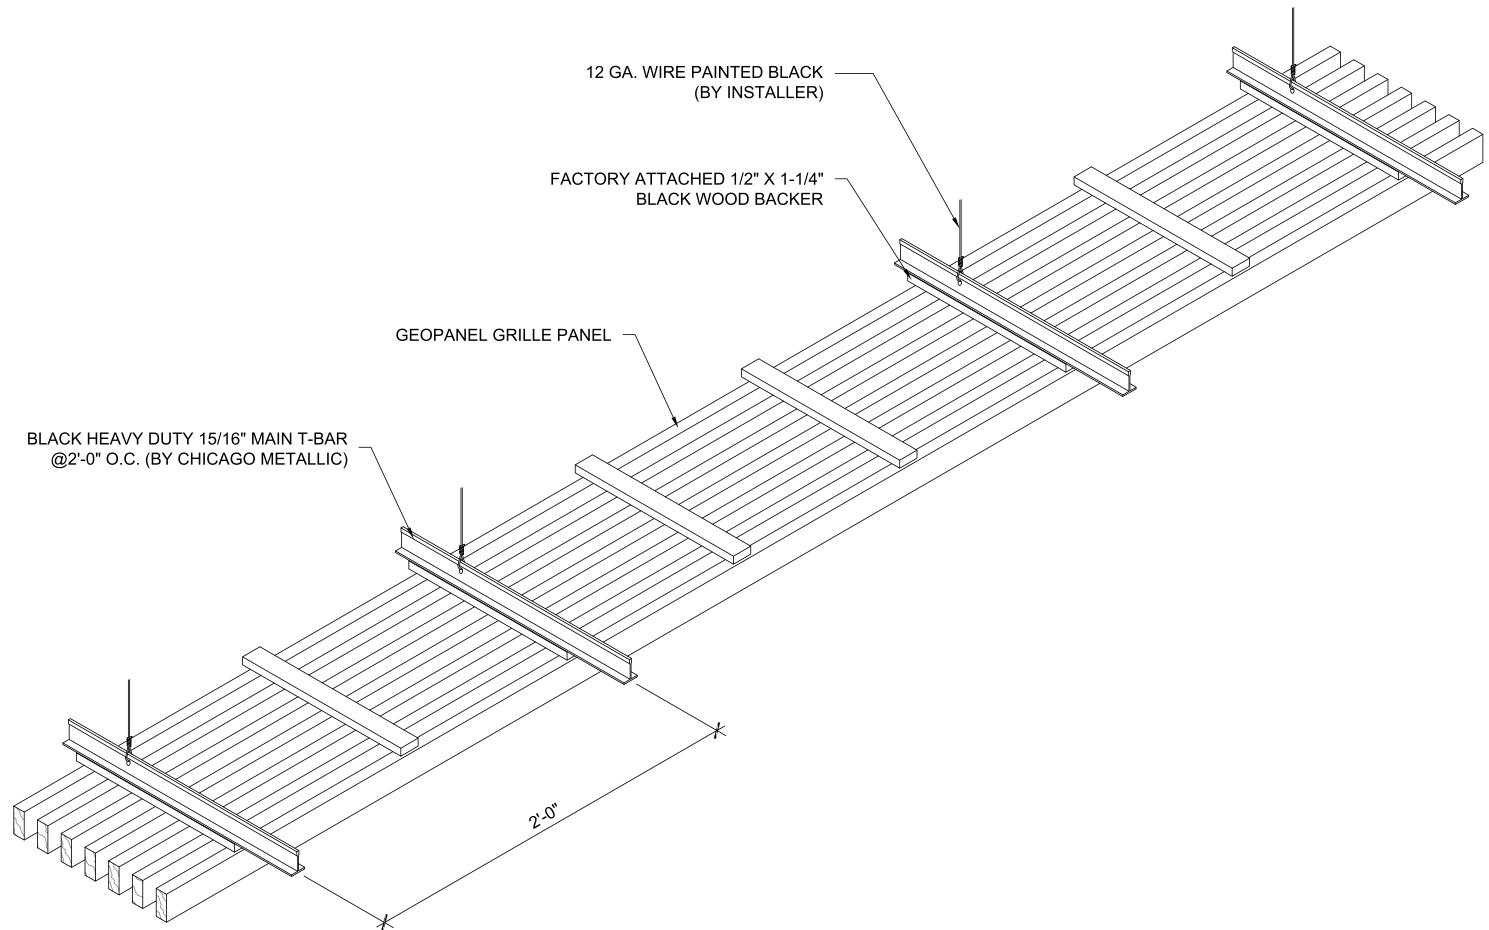 12 GA. WIRE PAINTED BLACK
(BY INSTALLER)
FACTORY ATTACHED 1/2" X 1-1/4"
BLACK WOOD BACKER
GEOPANEL GRILLE PANEL
BLACK HEAVY DUTY 15/16" MAIN T-BAR
@2'-0" O.C. (BY CHICAGO METALLIC)
2'-0"